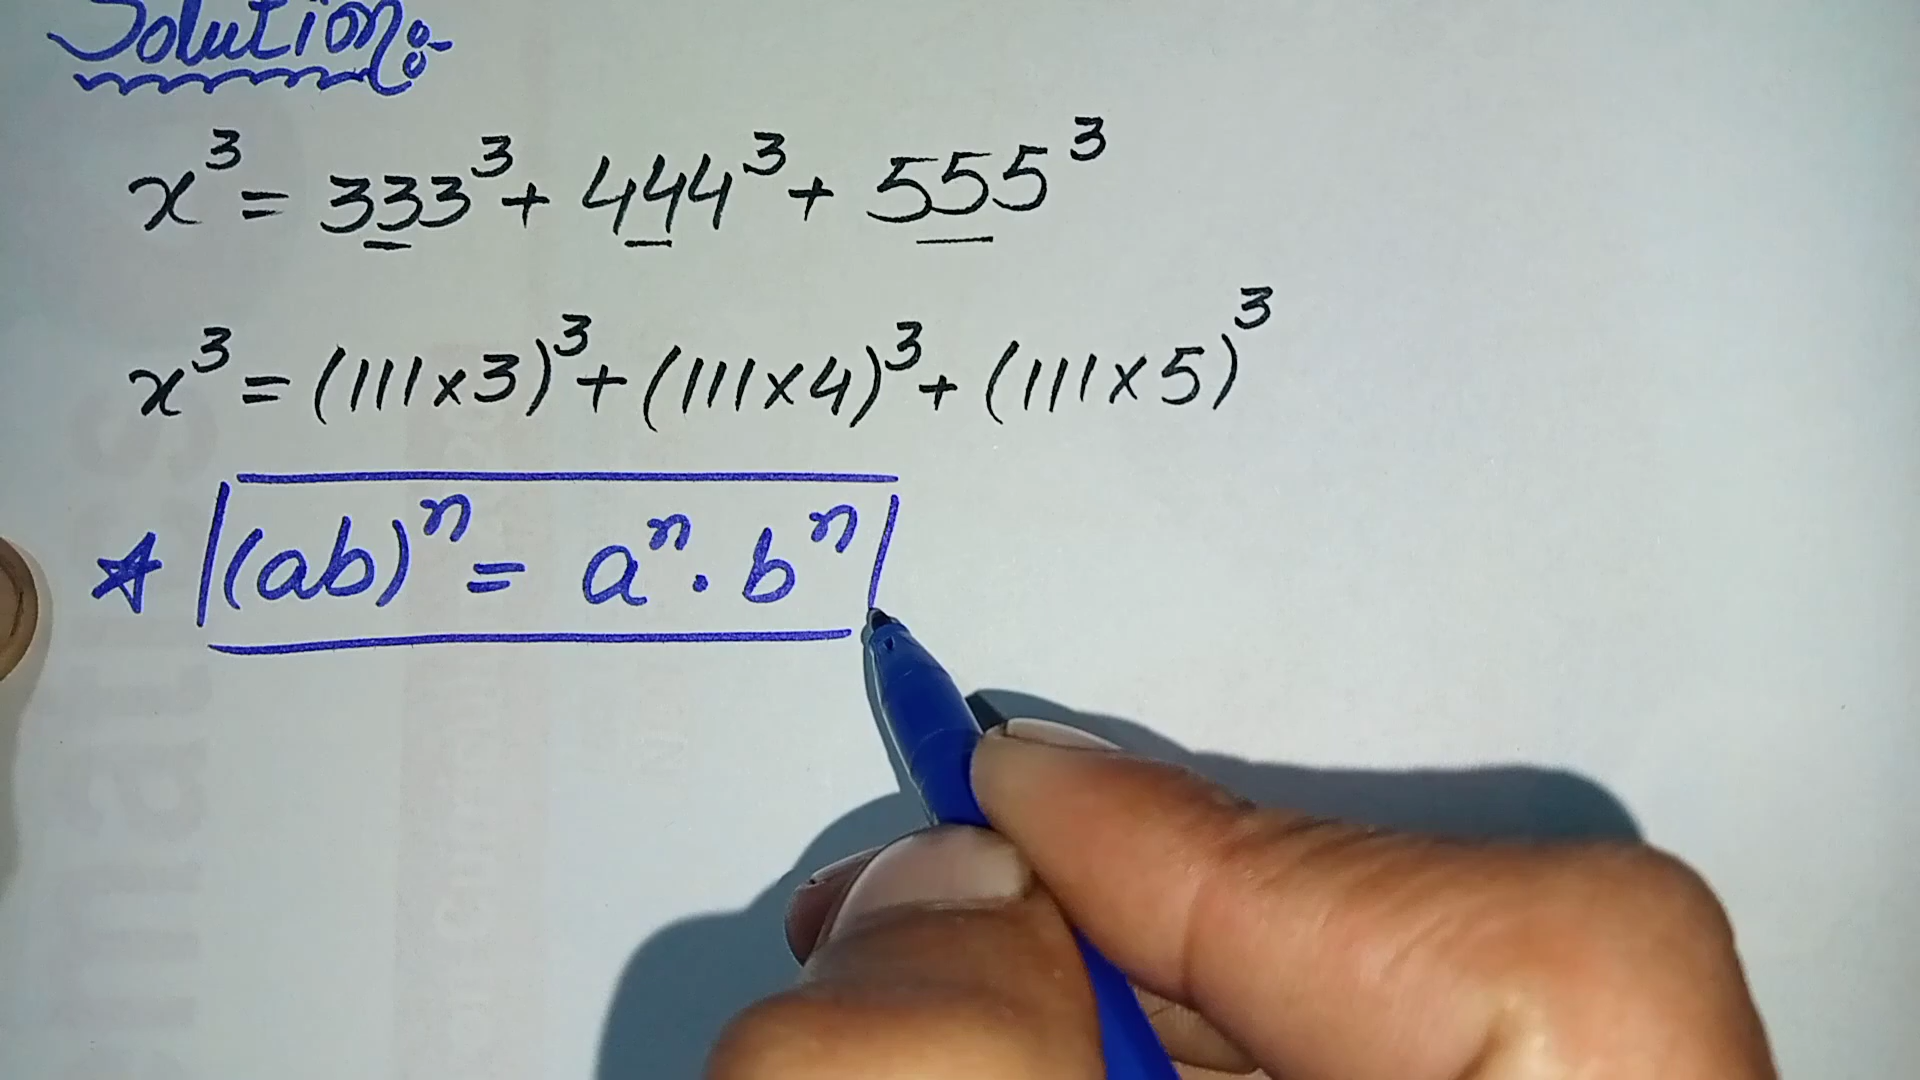 Solution:-
x³ = 333³ + 444³ + 555³
x³ = (111×3)³ + (111×4)³ + (111×5)³
☆ (ab)ⁿ = aⁿ · bⁿ